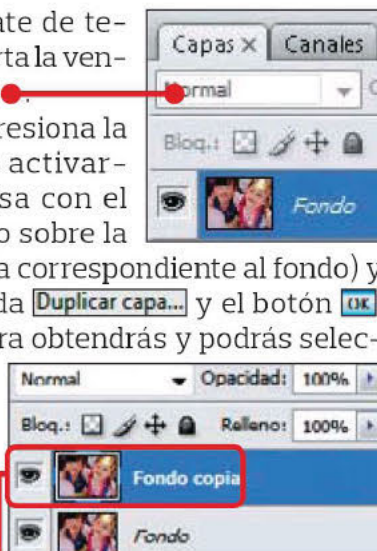 ate de te-
rta la ven-
.
resiona la
activar-
sa con el
o sobre la
a correspondiente al fondo) y
da Duplicar capa... y el botón OK
ra obtendrás y podrás selec-
Capas × Canales
Normal
Bloq.:
Fondo
Normal Opacidad: 100%
Bloq.: Relleno: 100%
Fondo copia
Fondo